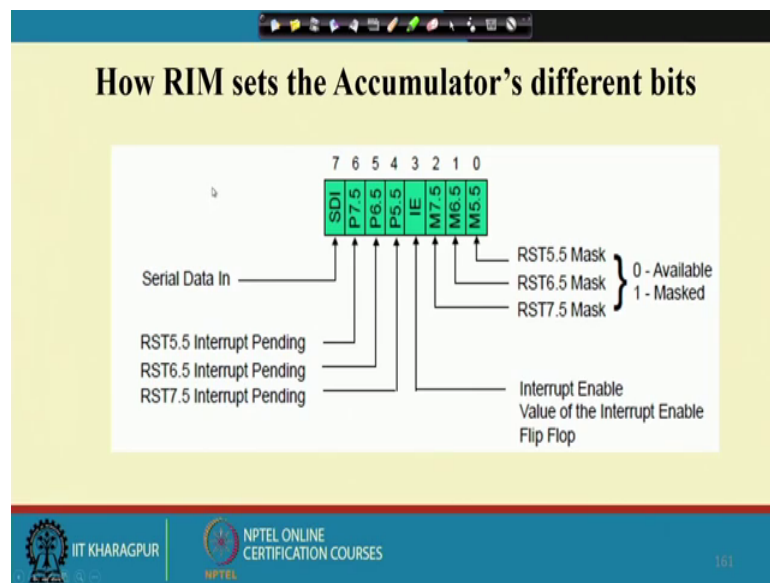 How RIM sets the Accumulator's different bits
7 6 5 4 3 2 1 0
SDI P7.5 P6.5 P5.5 IE M7.5 M6.5 M5.5
Serial Data In
RST5.5 Interrupt Pending
RST6.5 Interrupt Pending
RST7.5 Interrupt Pending
RST5.5 Mask
RST6.5 Mask
RST7.5 Mask
0 - Available
1 - Masked
Interrupt Enable
Value of the Interrupt Enable
Flip Flop
IIT KHARAGPUR
NPTEL
NPTEL ONLINE
CERTIFICATION COURSES
161